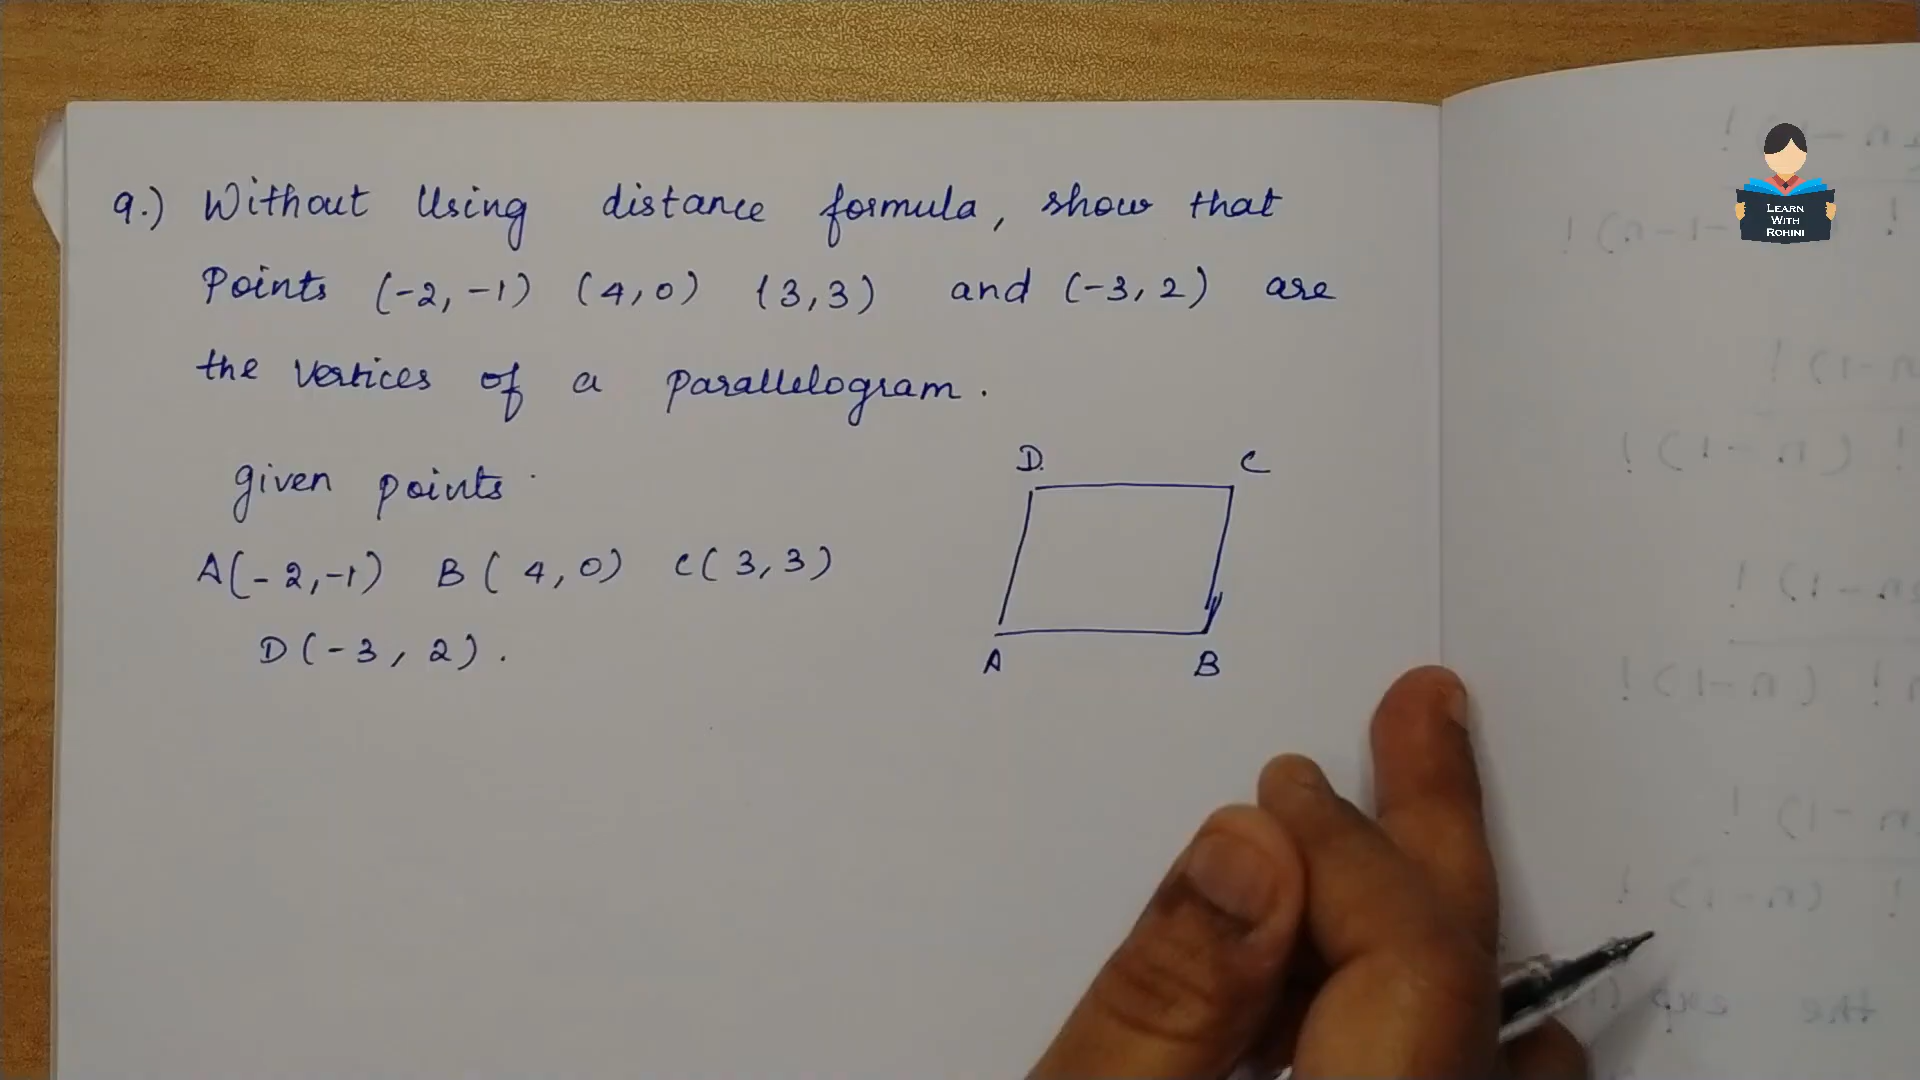 9.) Without Using distance formula, show that
Points (-2, -1) (4, 0) (3, 3) and (-3, 2) are
the vertices of a parallelogram.
given points
A(-2, -1) B(4, 0) C(3, 3)
D(-3, 2).
D C
A B
LEARN
WITH
ROHINI